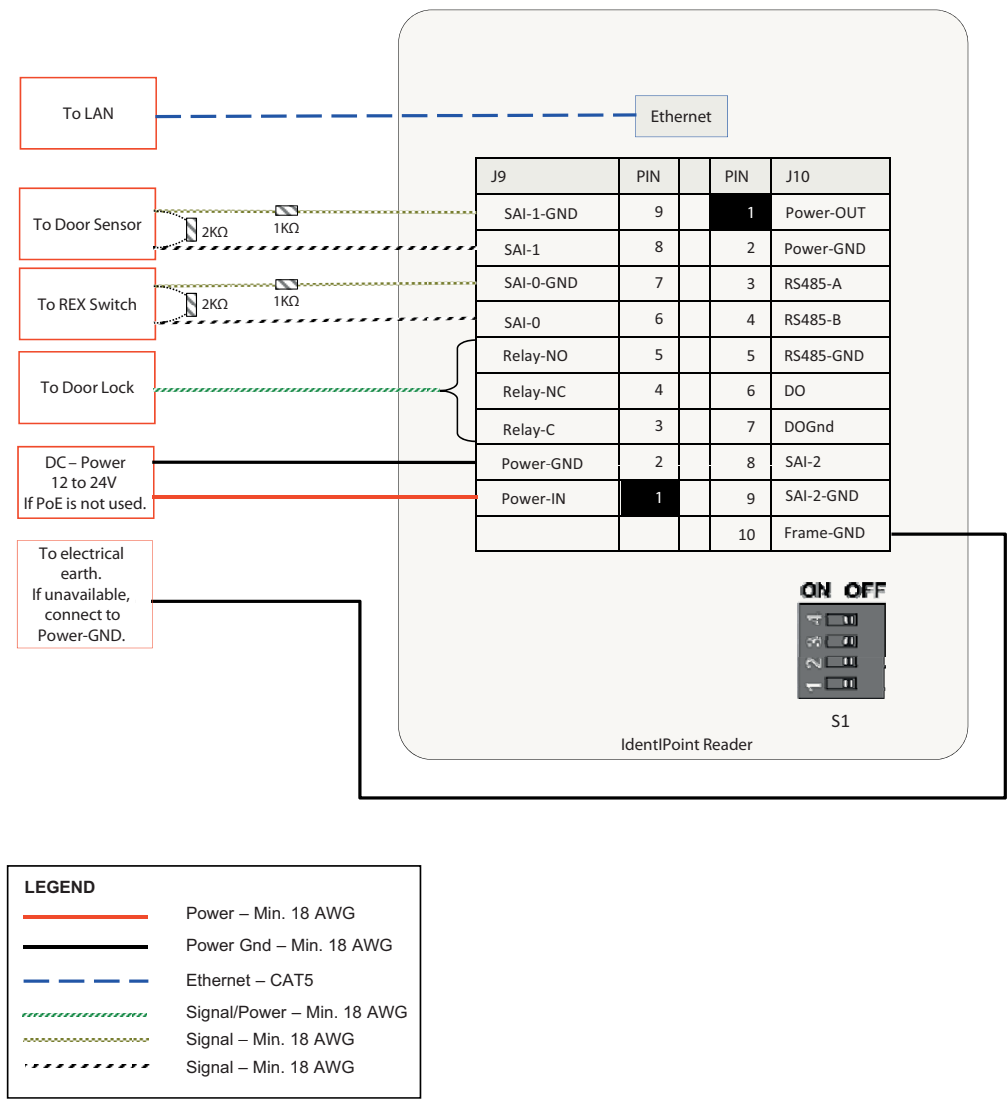 To LAN
Ethernet
J9 PIN PIN J10
SAI-1-GND 9 1 Power-OUT
SAI-1 8 2 Power-GND
SAI-0-GND 7 3 RS485-A
SAI-0 6 4 RS485-B
Relay-NO 5 5 RS485-GND
Relay-NC 4 6 DO
Relay-C 3 7 DOGnd
Power-GND 2 8 SAI-2
Power-IN 1 9 SAI-2-GND
10 Frame-GND
To Door Sensor
2KΩ
1KΩ
To REX Switch
2KΩ
1KΩ
To Door Lock
DC – Power
12 to 24V
If PoE is not used.
To electrical
earth.
If unavailable,
connect to
Power-GND.
ON OFF
4
3
2
1
S1
IdentIPoint Reader
LEGEND
Power – Min. 18 AWG
Power Gnd – Min. 18 AWG
Ethernet – CAT5
Signal/Power – Min. 18 AWG
Signal – Min. 18 AWG
Signal – Min. 18 AWG